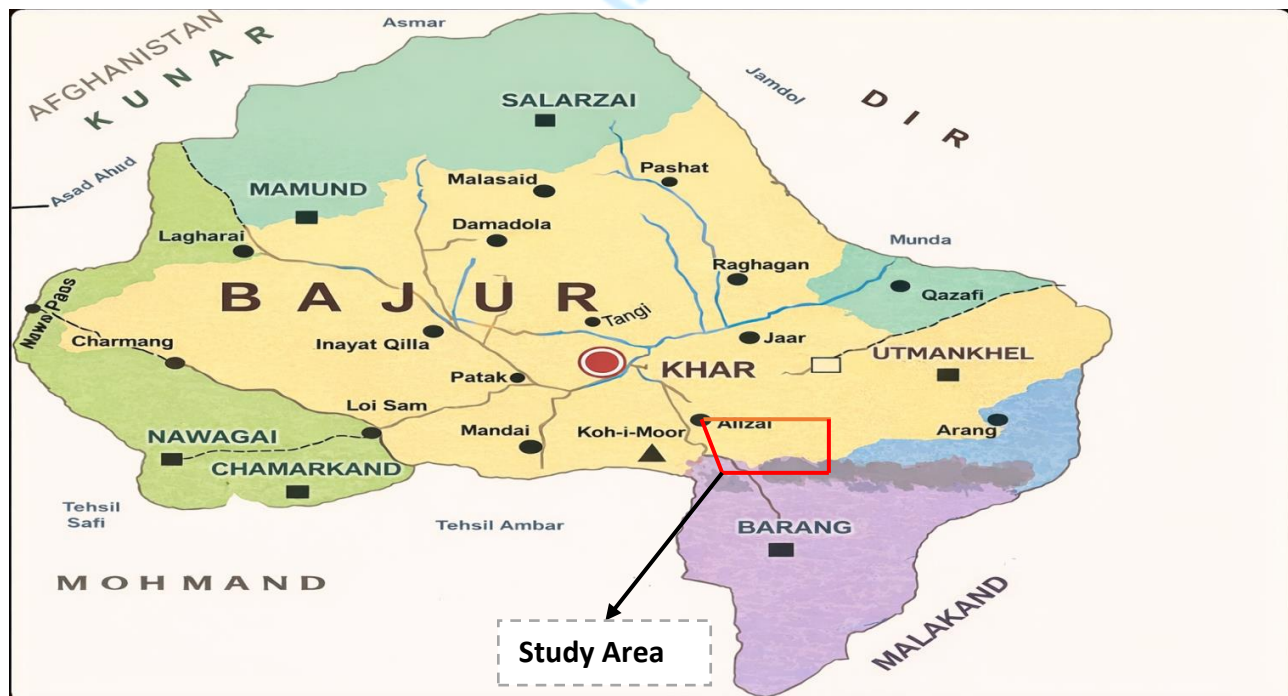 Asmar
AFGHANISTAN
KUNAR
Jamdol
DIR
SALARZAI
Asad Ahud
Pashat
MAMUND
Malasaid
Damadola
Lagharai
Munda
Raghagan
Qazafi
BAJUR
Nawa Paas
Tangi
Charmang
Inayat Qilla
Jaar
KHAR
UTMANKHEL
Patak
Loi Sam
Alizai
NAWAGAI
Mandai
Koh-i-Moor
Arang
CHAMARKAND
Tehsil
Safi
Tehsil Ambar
BARANG
MOHMAND
MALAKAND
Study Area